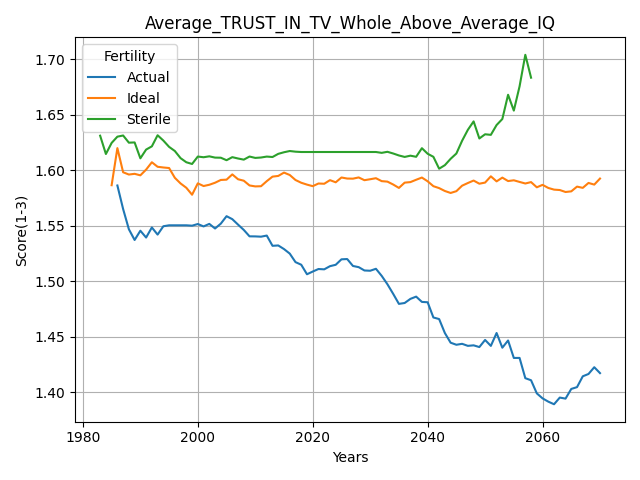 Average_TRUST_IN_TV_Whole_Above_Average_IQ
Fertility
Actual
Ideal
Sterile
Score(1-3)
1.70
1.65
1.60
1.55
1.50
1.45
1.40
1980
2000
2020
2040
2060
Years